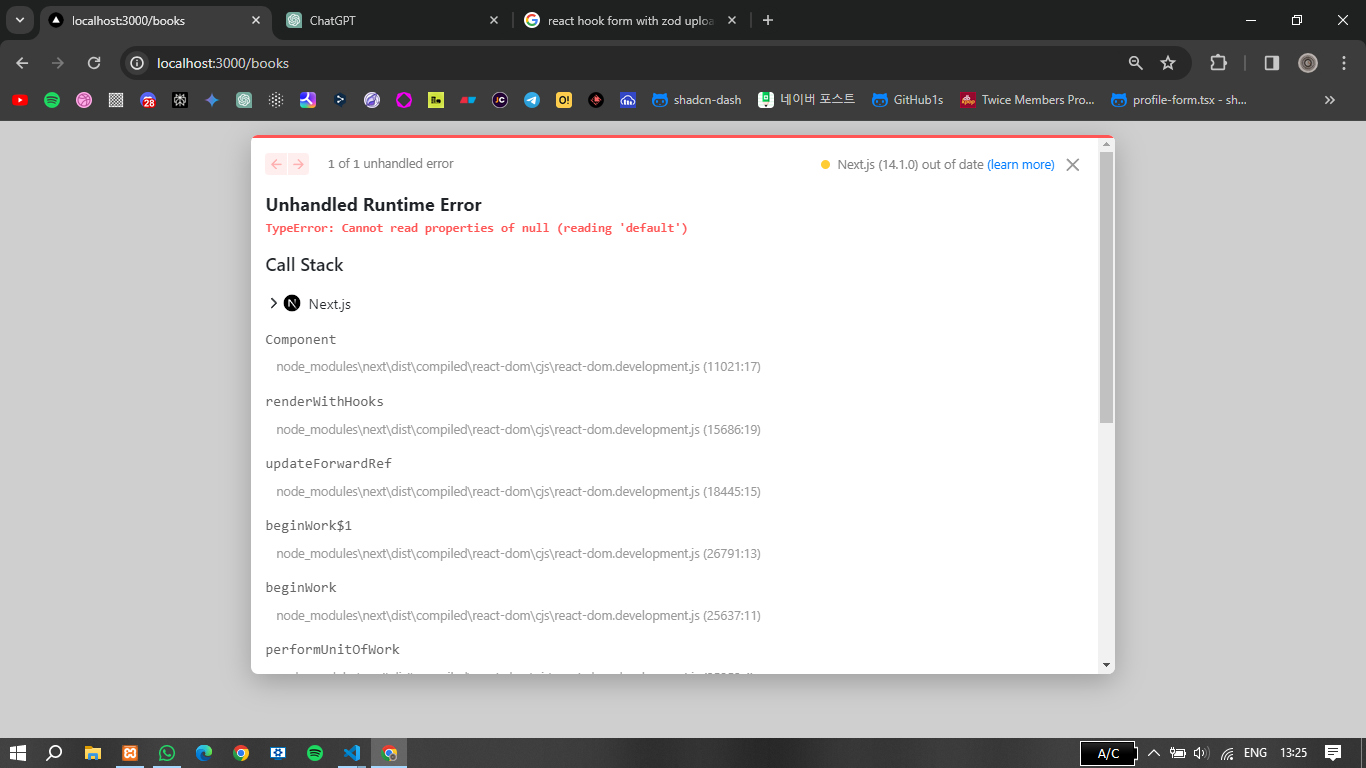 localhost:3000/books
ChatGPT
react hook form with zod uploa
localhost:3000/books
28
JC
O!
shadcn-dash
네이버 포스트
GitHub1s
Twice Members Pro...
profile-form.tsx - sh...
1 of 1 unhandled error
Next.js (14.1.0) out of date (learn more)
Unhandled Runtime Error
TypeError: Cannot read properties of null (reading 'default')
Call Stack
Next.js
Component
node_modules\next\dist\compiled\react-dom\cjs\react-dom.development.js (11021:17)
renderWithHooks
node_modules\next\dist\compiled\react-dom\cjs\react-dom.development.js (15686:19)
updateForwardRef
node_modules\next\dist\compiled\react-dom\cjs\react-dom.development.js (18445:15)
beginWork$1
node_modules\next\dist\compiled\react-dom\cjs\react-dom.development.js (26791:13)
beginWork
node_modules\next\dist\compiled\react-dom\cjs\react-dom.development.js (25637:11)
performUnitOfWork
A/C
ENG
13:25